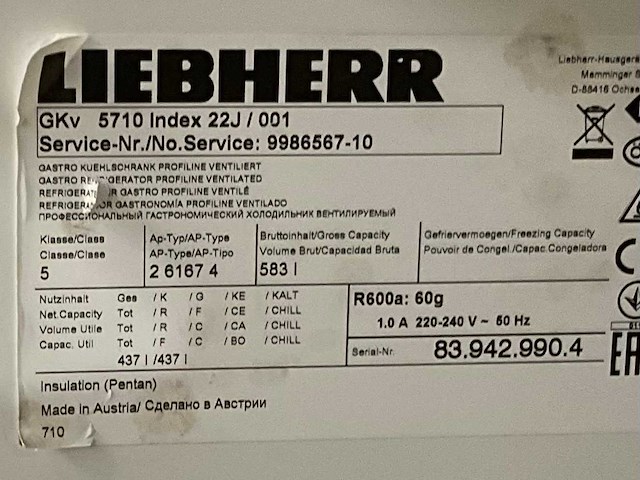 LIEBHERR
Liebherr-Hausgerä
Memminger
D-88416 Ochse
GKv 5710 Index 22J / 001
Service-Nr./No.Service: 9986567-10
GASTRO KUEHLSCHRANK PROFILINE VENTILIERT
GASTRO GERATOR PROFILINE VENTILATED
REFRIGERA R GASTRO PROFILINE VENTILÉ
REFRIGERA R GASTRONOMÍA PROFILINE VENTILADO
ПРОФЕССИОНАЛЬНЫЙ ГАСТРОНОМИЧЕСКИЙ ХОЛОДИЛЬНИК ВЕНТИЛИРУЕМЫЙ
Klasse/Class AP-Typ/AP-Type Bruttoinhalt/Gross Capacity Gefriervermoegen/Freezing Capacity
Classe/Classe AP-Type/AP-Tipo Volume Brut/Capacidad Bruta Pouvoir de Congel./Capac.Congeladora
5 2 6167 4 583 l
Nutzinhalt Ges / K / G / KE / KALT
Net.Capacity Tot / R / F / CE / CHILL
Volume Utile Tot / R / C / CA / CHILL
Capac. Util Tot / F / C / BO / CHILL
437 l /437 l
R600a: 60g
1.0 A 220-240 V ~ 50 Hz
Serial-Nr. 83.942.990.4
Insulation (Pentan)
Made in Austria/ Сделано в Австрии
710